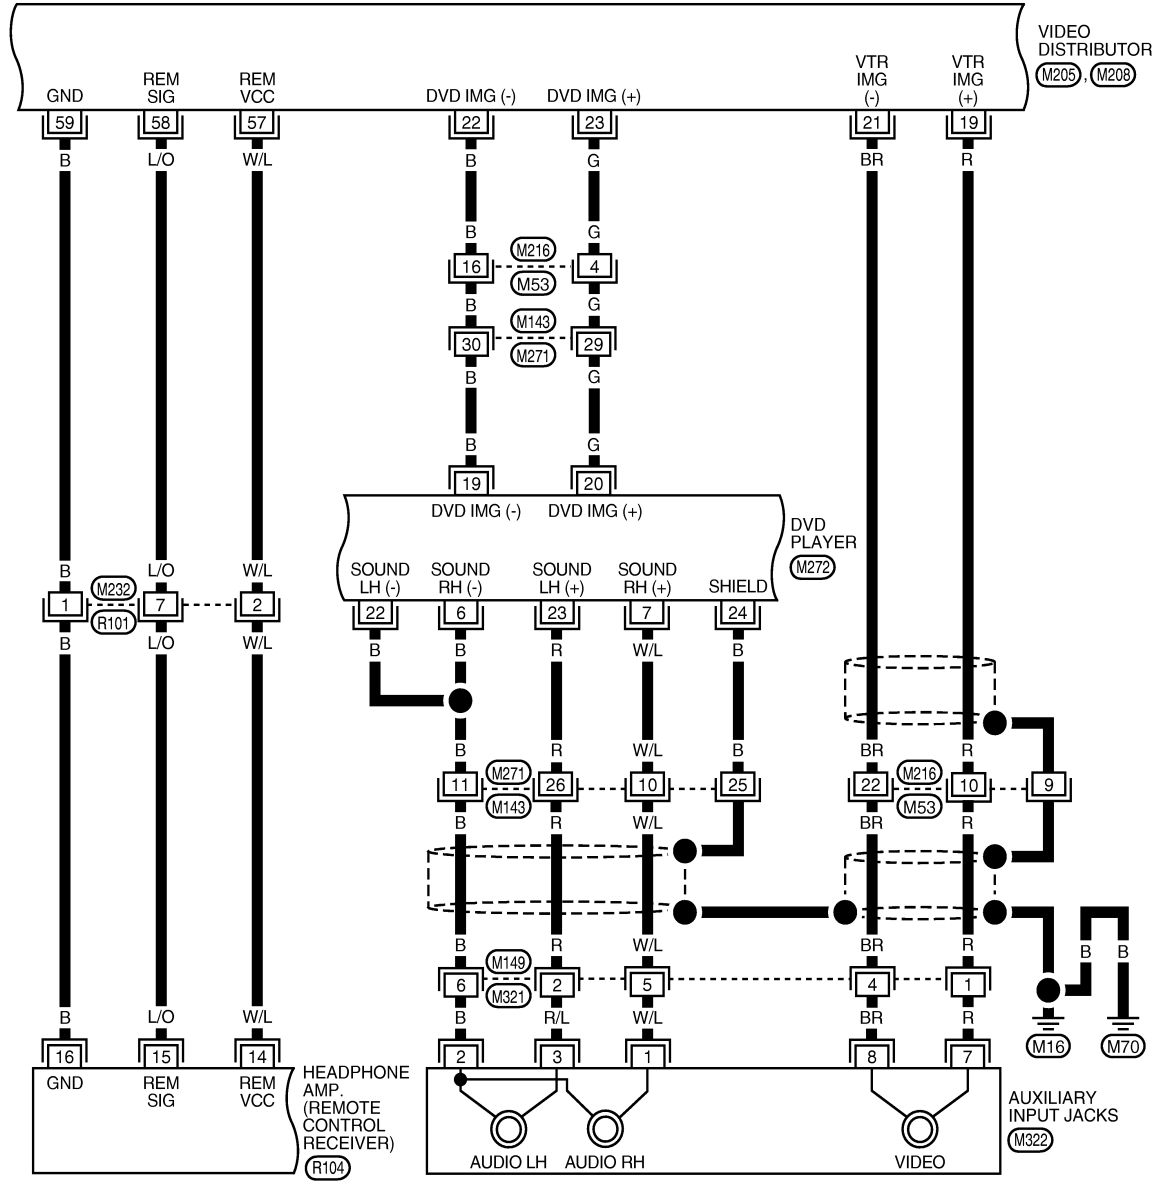 VIDEO
DISTRIBUTOR
M205 , M208
GND
REM
SIG
REM
VCC
DVD IMG (-)
DVD IMG (+)
VTR
IMG
(-)
VTR
IMG
(+)
59 58 57 22 23 21 19
B L/O W/L B G BR R
B G
M216
16 4
M53
B G
M143
30 29
M271
B G
B G
19 20
DVD IMG (-) DVD IMG (+)
DVD
PLAYER
M272
SOUND
LH (-)
SOUND
RH (-)
SOUND
LH (+)
SOUND
RH (+)
SHIELD
22 6 23 7 24
B B R W/L B
B L/O W/L
M232
1 7 2
R101
B L/O W/L
B R W/L B BR R
M271 M216
11 26 10 25 22 10 9
M143 M53
B R W/L BR R
B R W/L BR R
B B
M149
6 2 5 4 1
M321
B R/L W/L BR R
B L/O W/L
M16 M70
16 15 14 2 3 1 8 7
GND
REM
SIG
REM
VCC
HEADPHONE
AMP.
(REMOTE
CONTROL
RECEIVER)
R104
AUDIO LH AUDIO RH VIDEO
AUXILIARY
INPUT JACKS
M322